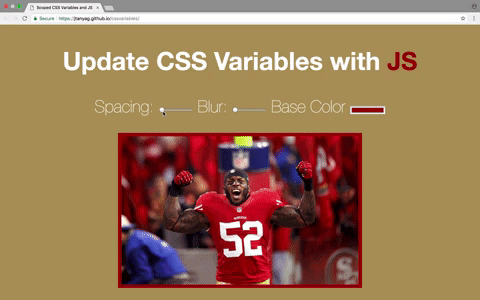 Scoped CSS Variables and JS
Secure https://jtanyag.github.io/cssvariables/
Update CSS Variables with JS
Spacing: Blur: Base Color
52